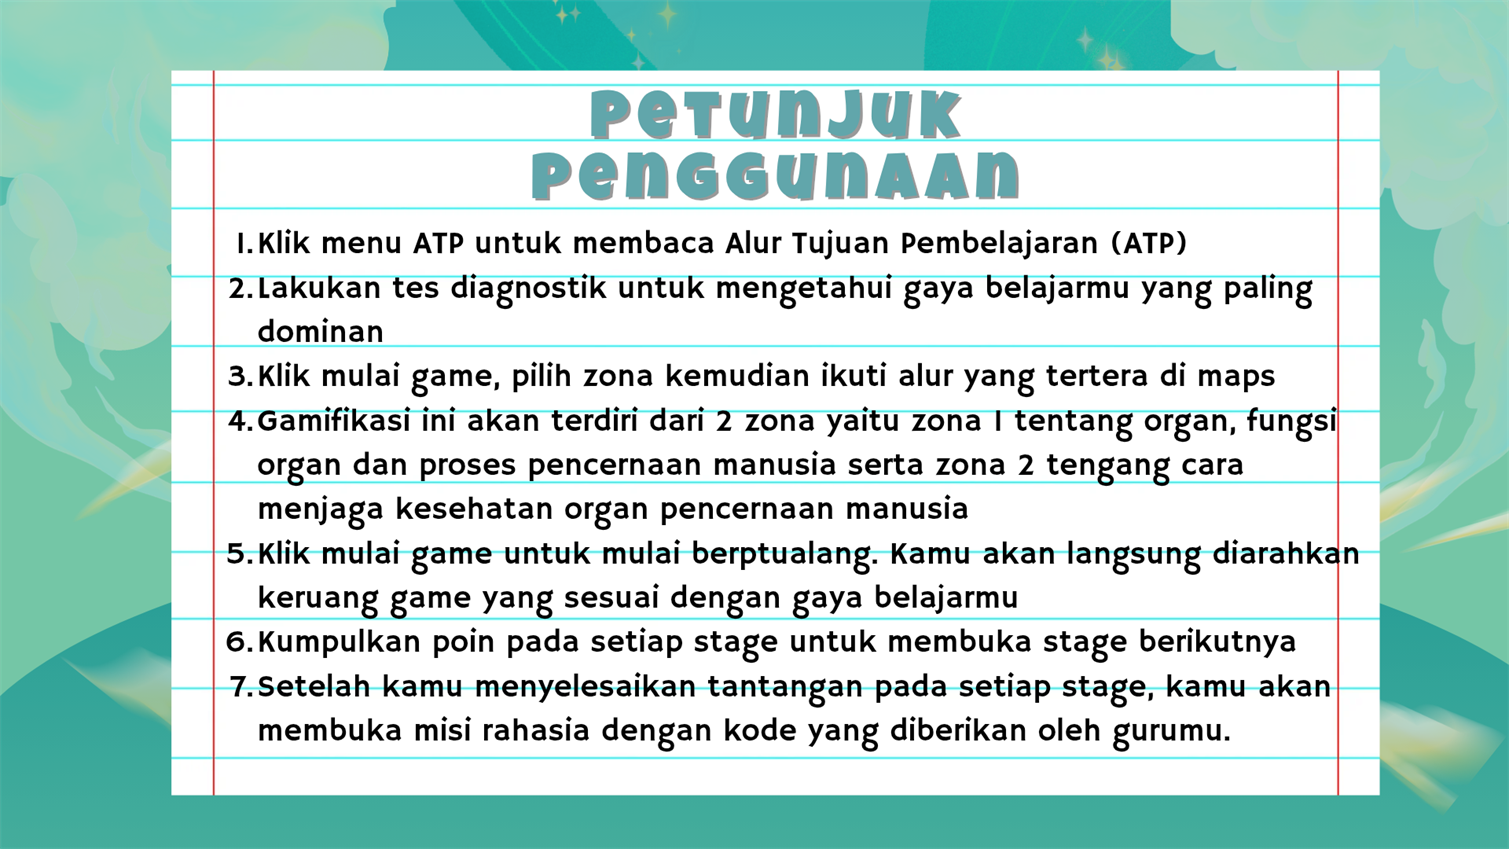 PETUNJUK
PENGGUNAAN
1. Klik menu ATP untuk membaca Alur Tujuan Pembelajaran (ATP)
2. Lakukan tes diagnostik untuk mengetahui gaya belajarmu yang paling
dominan
3. Klik mulai game, pilih zona kemudian ikuti alur yang tertera di maps
4. Gamifikasi ini akan terdiri dari 2 zona yaitu zona 1 tentang organ, fungsi
organ dan proses pencernaan manusia serta zona 2 tengang cara
menjaga kesehatan organ pencernaan manusia
5. Klik mulai game untuk mulai berptualang. Kamu akan langsung diarahkan
keruang game yang sesuai dengan gaya belajarmu
6. Kumpulkan poin pada setiap stage untuk membuka stage berikutnya
7. Setelah kamu menyelesaikan tantangan pada setiap stage, kamu akan
membuka misi rahasia dengan kode yang diberikan oleh gurumu.